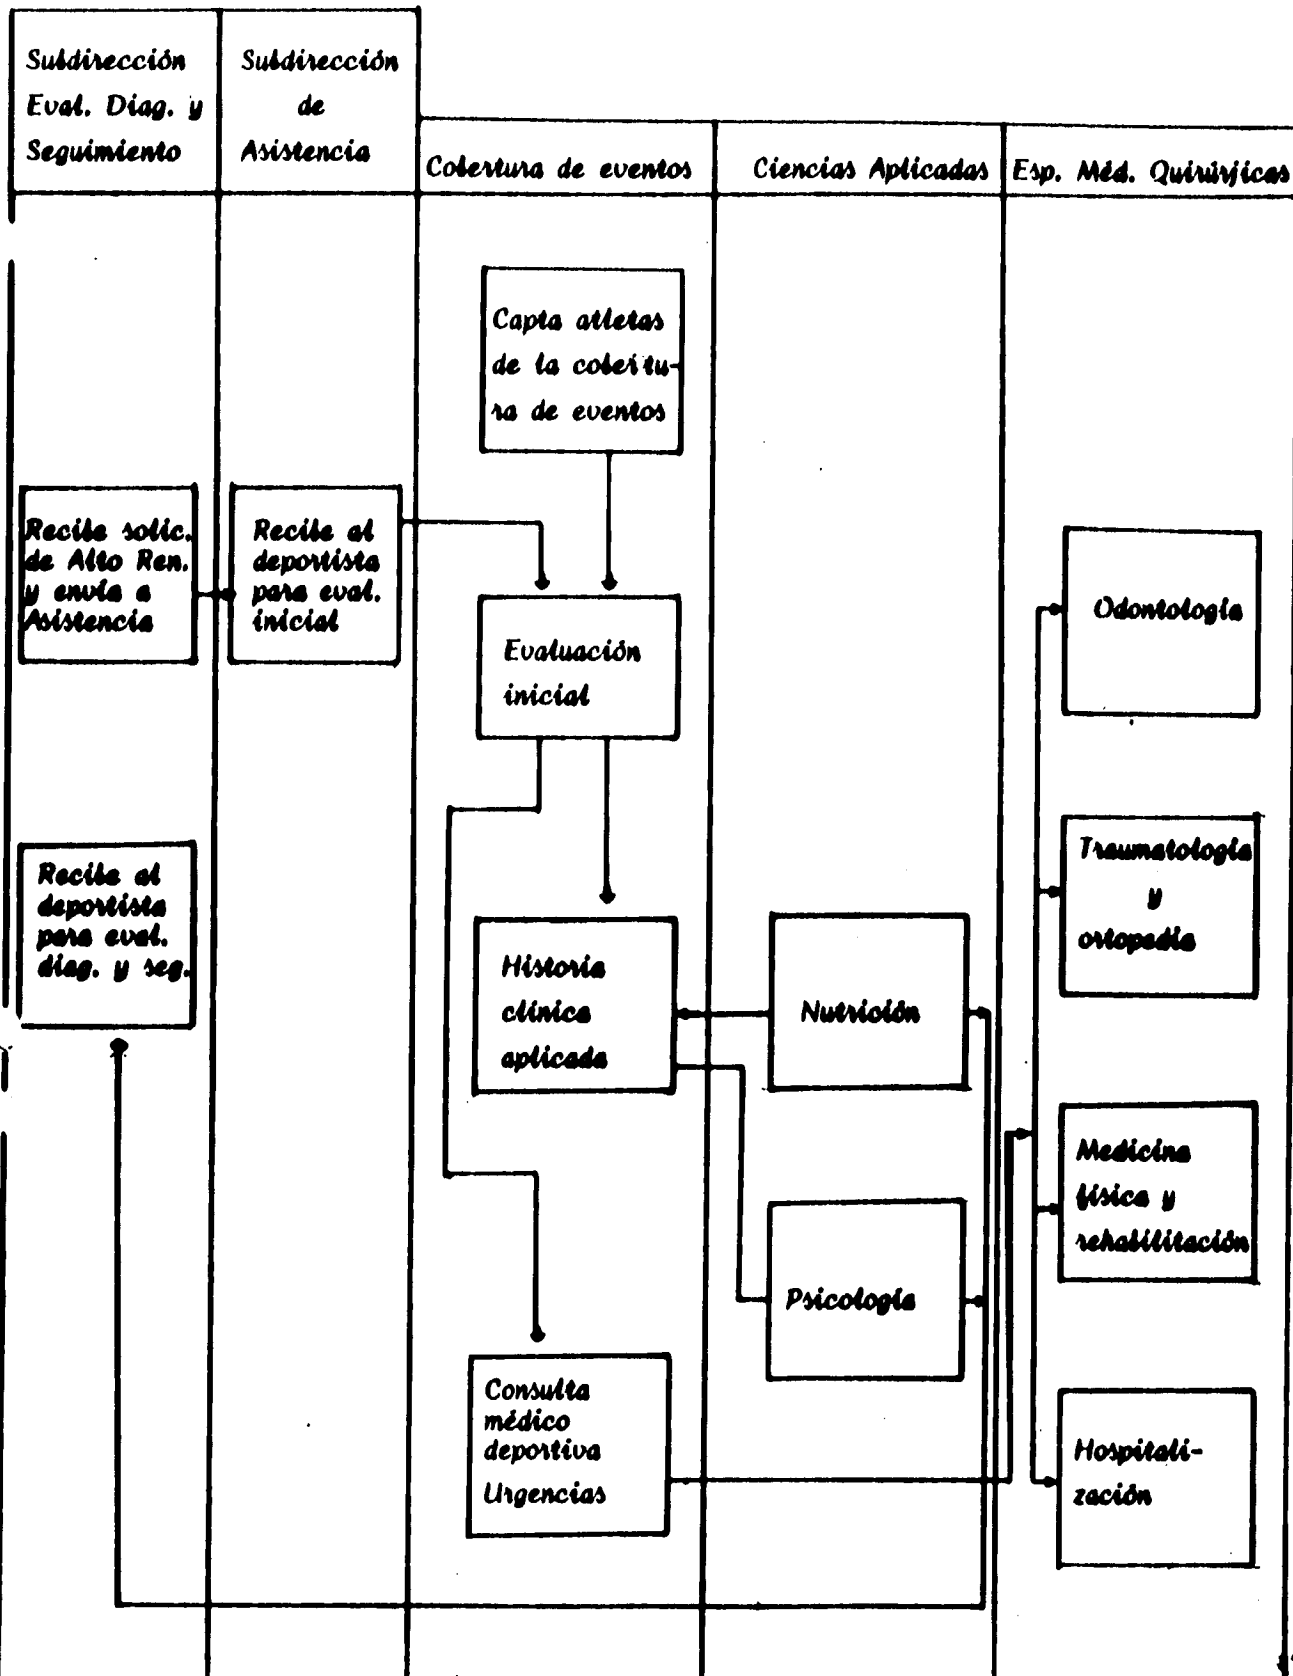 Subdirección
Eval. Diag. y
Seguimiento
Subdirección
de
Asistencia
Cobertura de eventos
Ciencias Aplicadas
Esp. Méd. Quirúrjicas
Capta atletas
de la cobertu-
ra de eventos
Recibe solic.
de Alto Ren.
y envía a
Asistencia
Recibe al
deportista
para eval.
inicial
Evaluación
inicial
Odontología
Traumatología
y
ortopedia
Recibe al
deportista
para eval.
diag. y seg.
Historia
clínica
aplicada
Nutrición
Medicina
física y
rehabilitación
Psicología
Consulta
médico
deportiva
Urgencias
Hospitali-
zación